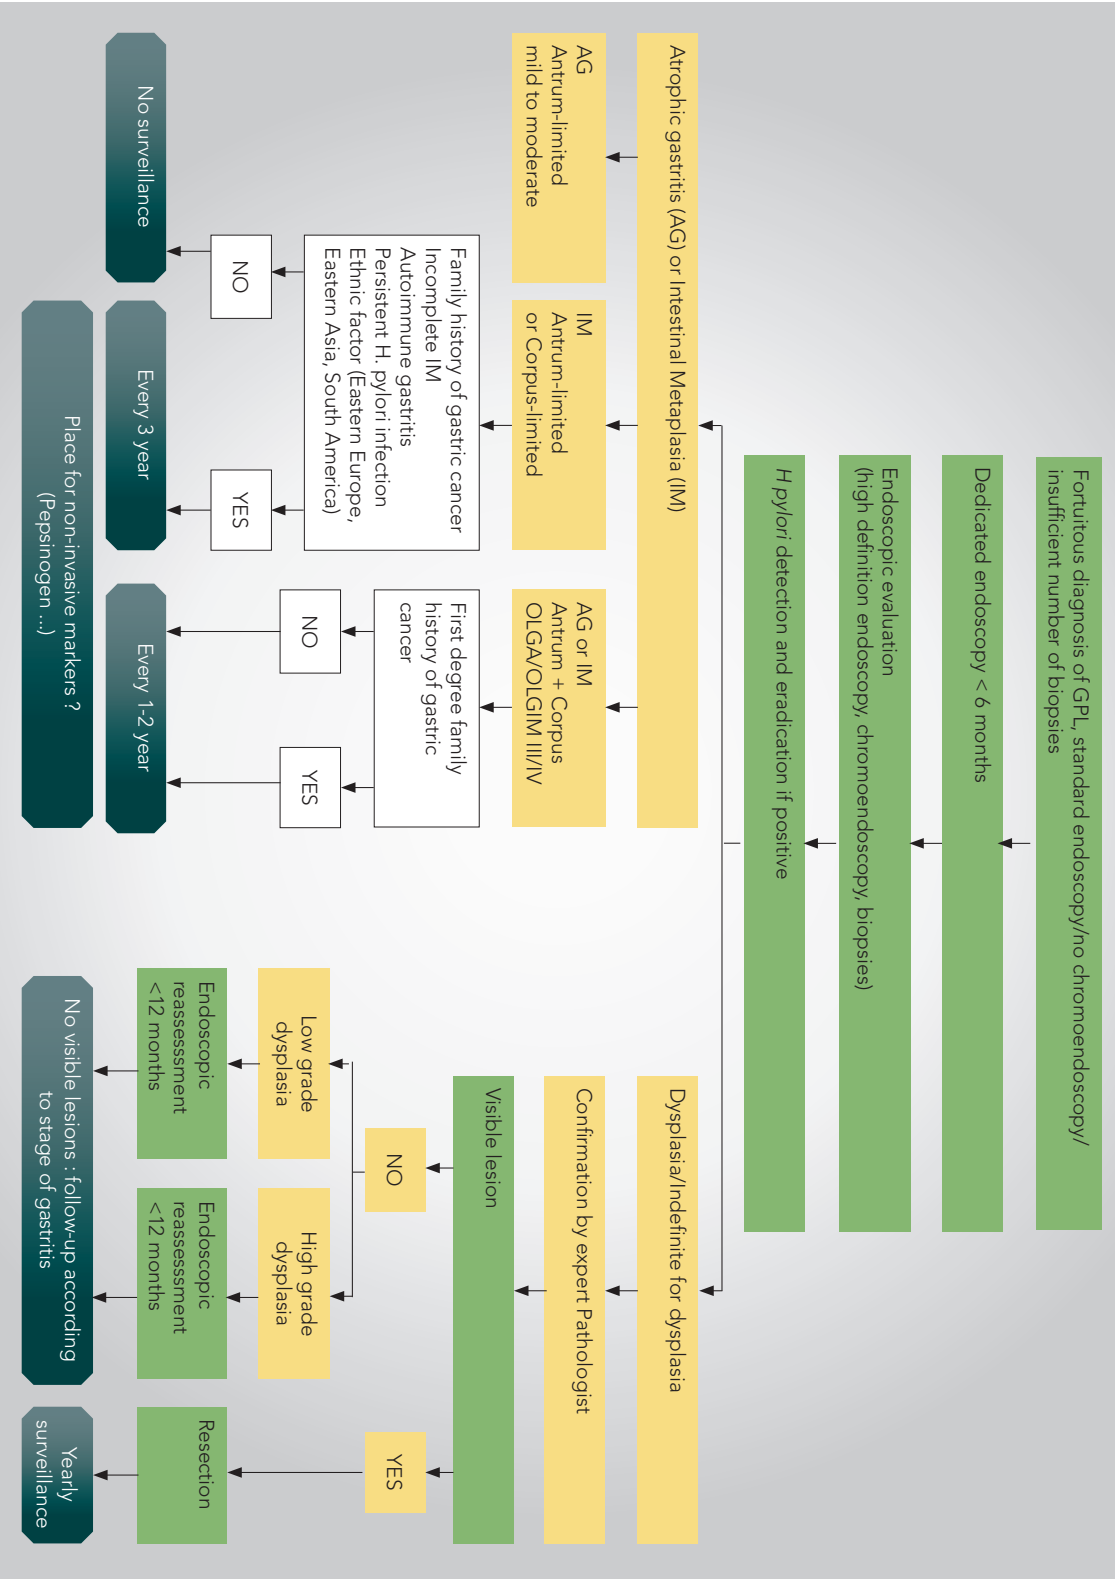 Fortuitous diagnosis of GPL, standard endoscopy/no chromoendoscopy/
insufficient number of biopsies
Dedicated endoscopy < 6 months
Endoscopic evaluation
(high definition endoscopy, chromoendoscopy, biopsies)
H pylori detection and eradication if positive
Atrophic gastritis (AG) or Intestinal Metaplasia (IM)
AG
Antrum-limited
mild to moderate
IM
Antrum-limited
or Corpus-limited
AG or IM
Antrum + Corpus
OLGA/OLGIM III/IV
Family history of gastric cancer
Incomplete IM
Autoimmune gastritis
Persistent H. pylori infection
Ethnic factor (Eastern Europe,
Eastern Asia, South America)
First degree family
history of gastric
cancer
NO
YES
NO
YES
No surveillance
Every 3 year
Every 1-2 year
Place for non-invasive markers ?
(Pepsinogen ...)
Dysplasia/Indefinite for dysplasia
Confirmation by expert Pathologist
Visible lesion
NO
YES
Low grade
dysplasia
High grade
dysplasia
Endoscopic
reassesssment
<12 months
Endoscopic
reassesssment
<12 months
Resection
No visible lesions : follow-up according
to stage of gastritis
Yearly
surveillance